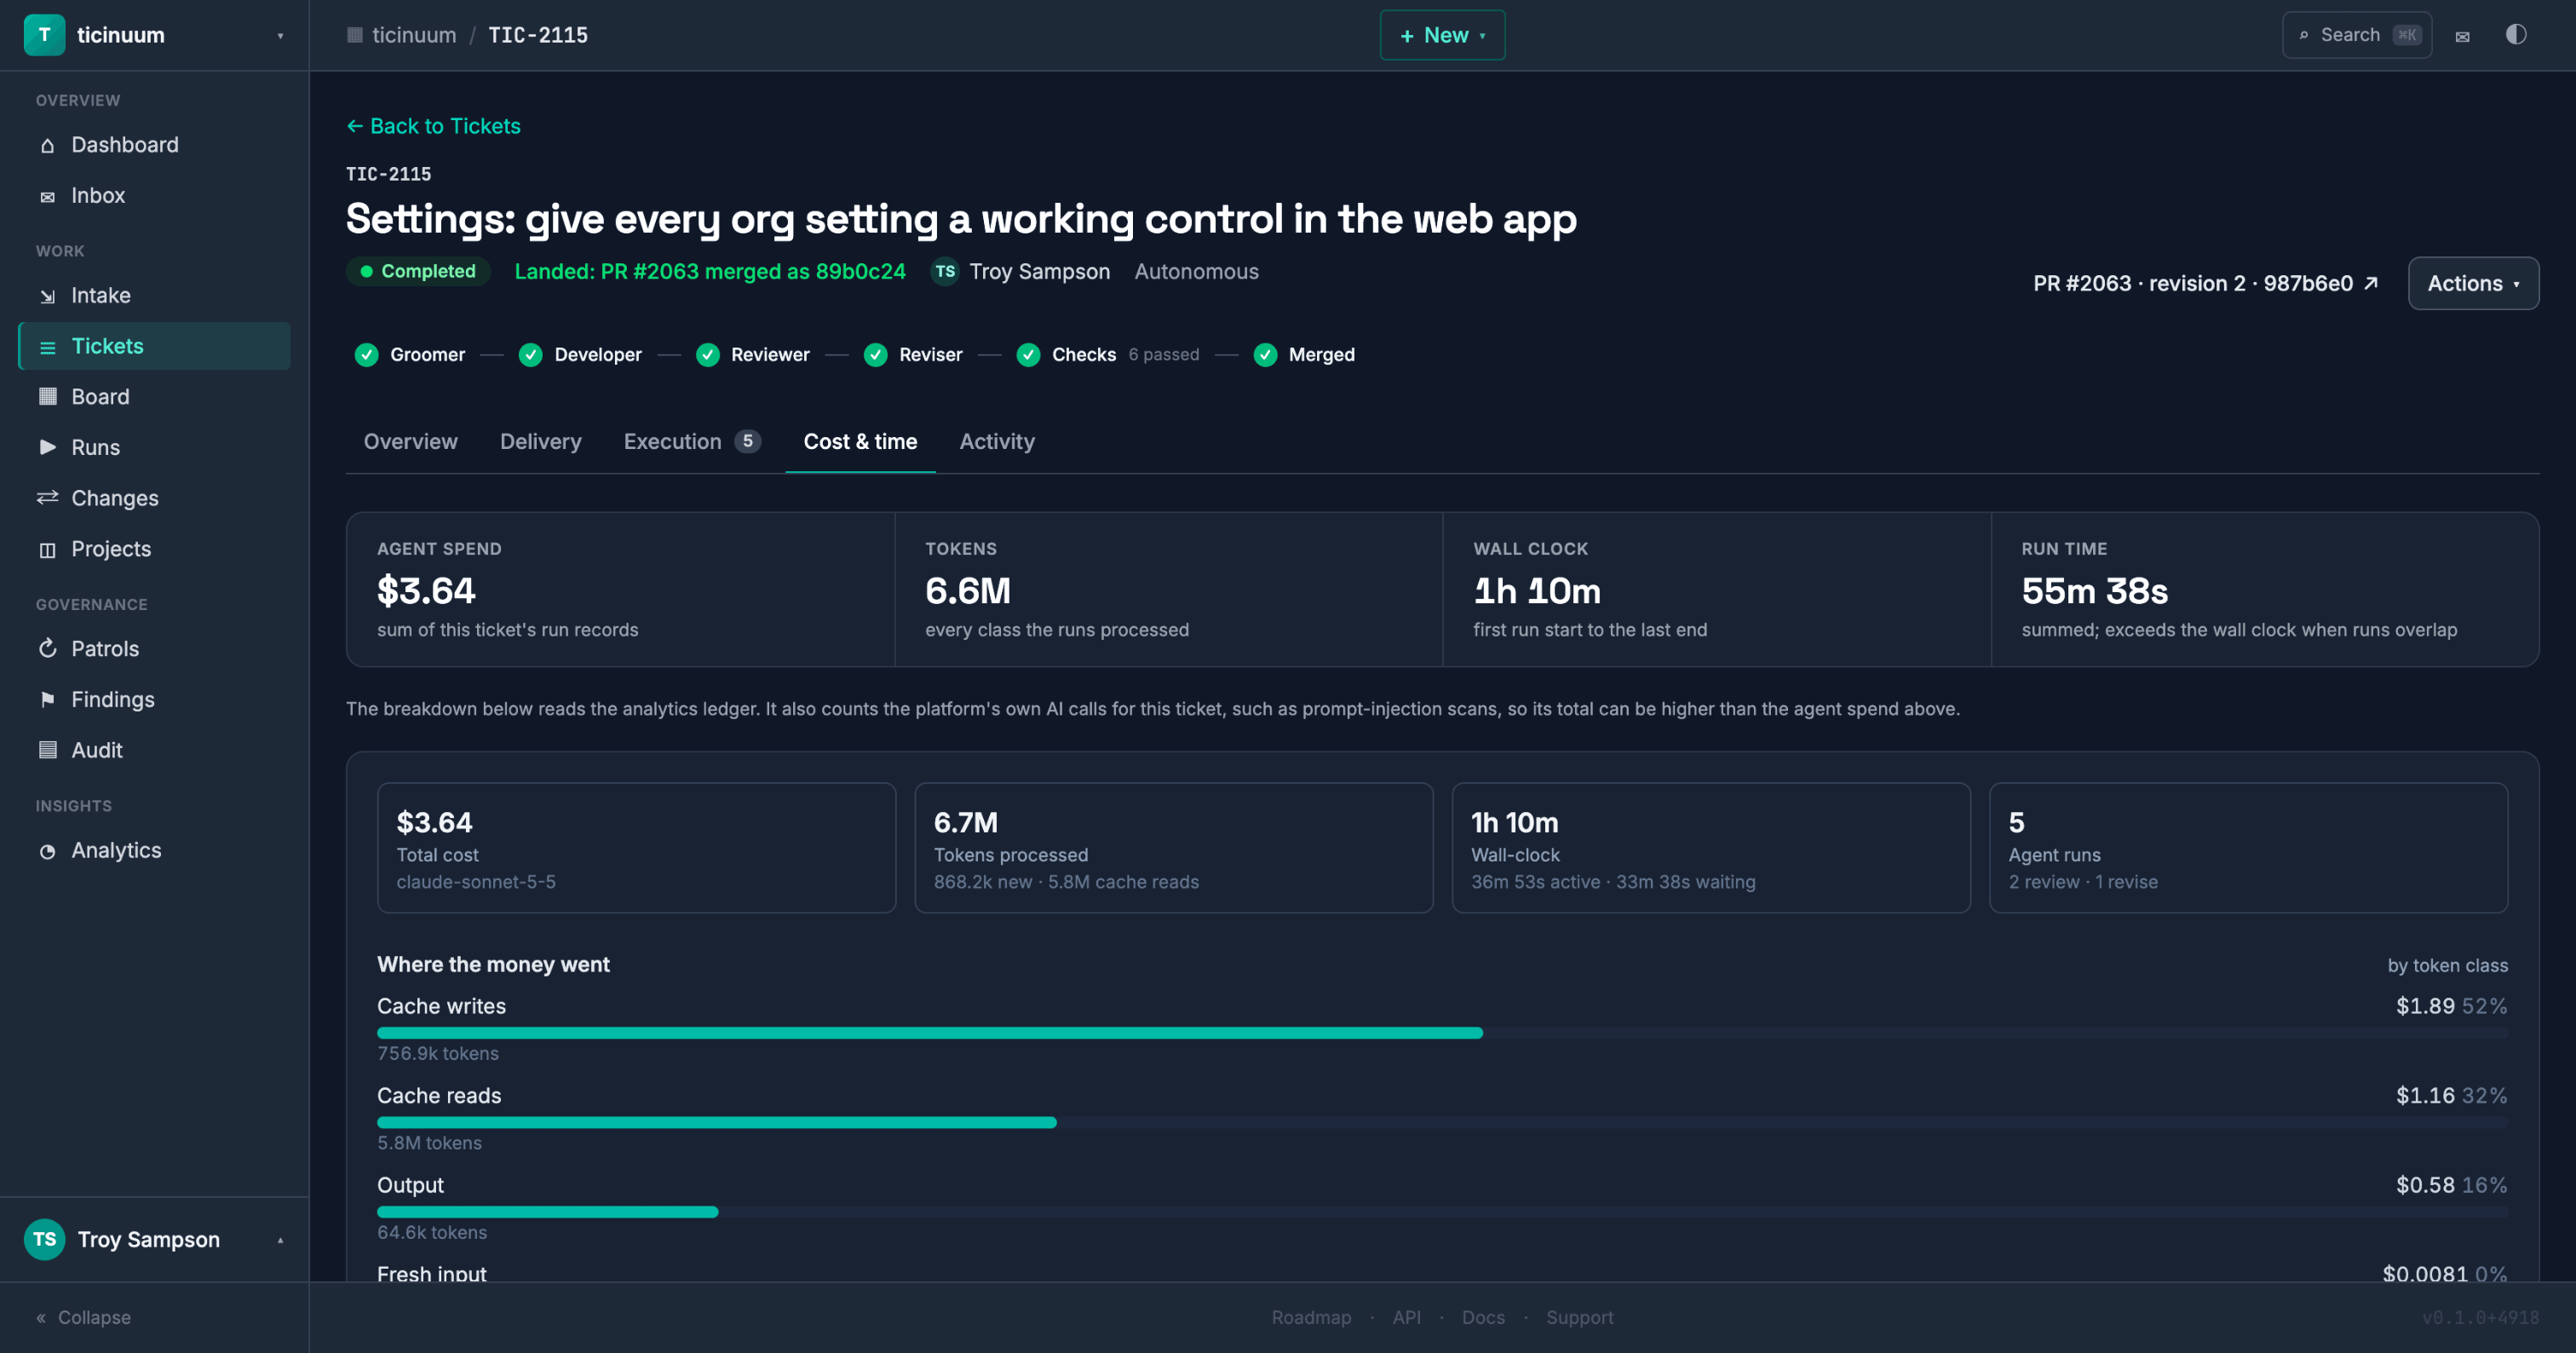 T ticinuum
ticinuum / TIC-2115
+ New
Search ⌘K
OVERVIEW
Dashboard
Inbox
WORK
Intake
Tickets
Board
Runs
Changes
Projects
GOVERNANCE
Patrols
Findings
Audit
INSIGHTS
Analytics
TS Troy Sampson
« Collapse
← Back to Tickets
TIC-2115
Settings: give every org setting a working control in the web app
Completed Landed: PR #2063 merged as 89b0c24 TS Troy Sampson Autonomous
PR #2063 · revision 2 · 987b6e0 ↗ Actions
Groomer — Developer — Reviewer — Reviser — Checks 6 passed — Merged
Overview Delivery Execution 5 Cost & time Activity
AGENT SPEND
$3.64
sum of this ticket's run records
TOKENS
6.6M
every class the runs processed
WALL CLOCK
1h 10m
first run start to the last end
RUN TIME
55m 38s
summed; exceeds the wall clock when runs overlap
The breakdown below reads the analytics ledger. It also counts the platform's own AI calls for this ticket, such as prompt-injection scans, so its total can be higher than the agent spend above.
$3.64
Total cost
claude-sonnet-5-5
6.7M
Tokens processed
868.2k new · 5.8M cache reads
1h 10m
Wall-clock
36m 53s active · 33m 38s waiting
5
Agent runs
2 review · 1 revise
Where the money went by token class
Cache writes $1.89 52%
756.9k tokens
Cache reads $1.16 32%
5.8M tokens
Output $0.58 16%
64.6k tokens
Fresh input $0.0081 0%
Roadmap · API · Docs · Support
v0.1.0+4918